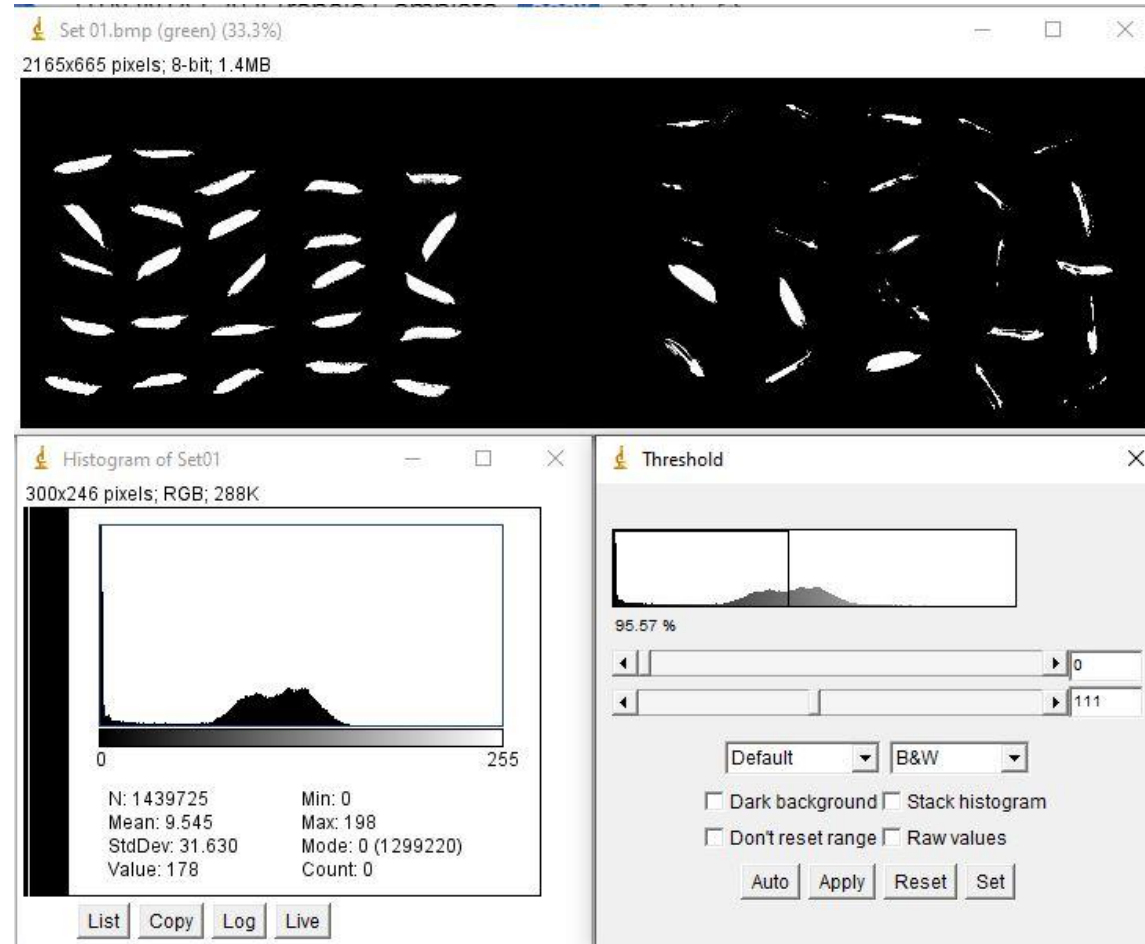 Set 01.bmp (green) (33.3%)
2165x665 pixels; 8-bit; 1.4MB
Histogram of Set01
300x246 pixels; RGB; 288K
0 255
N: 1439725 Min: 0
Mean: 9.545 Max: 198
StdDev: 31.630 Mode: 0 (1299220)
Value: 178 Count: 0
List Copy Log Live
Threshold
95.57 %
0
111
Default B&W
Dark background Stack histogram
Don't reset range Raw values
Auto Apply Reset Set